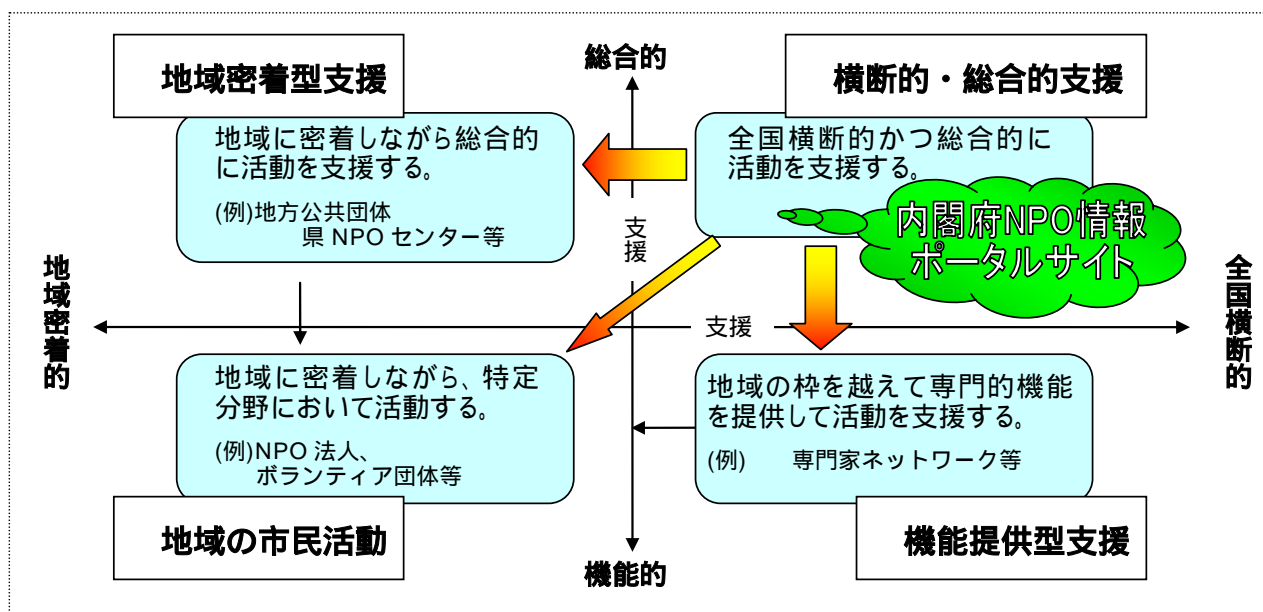 総合的
地域密着型支援
地域に密着しながら総合的
に活動を支援する。
(例)地方公共団体
県 NPO センター等
横断的・総合的支援
全国横断的かつ総合的に
活動を支援する。
内閣府NPO情報
ポータルサイト
支援
地域密着的
支援
全国横断的
地域に密着しながら、特定
分野において活動する。
(例)NPO 法人、
ボランティア団体等
地域の市民活動
地域の枠を越えて専門的機能
を提供して活動を支援する。
(例) 専門家ネットワーク等
機能提供型支援
機能的